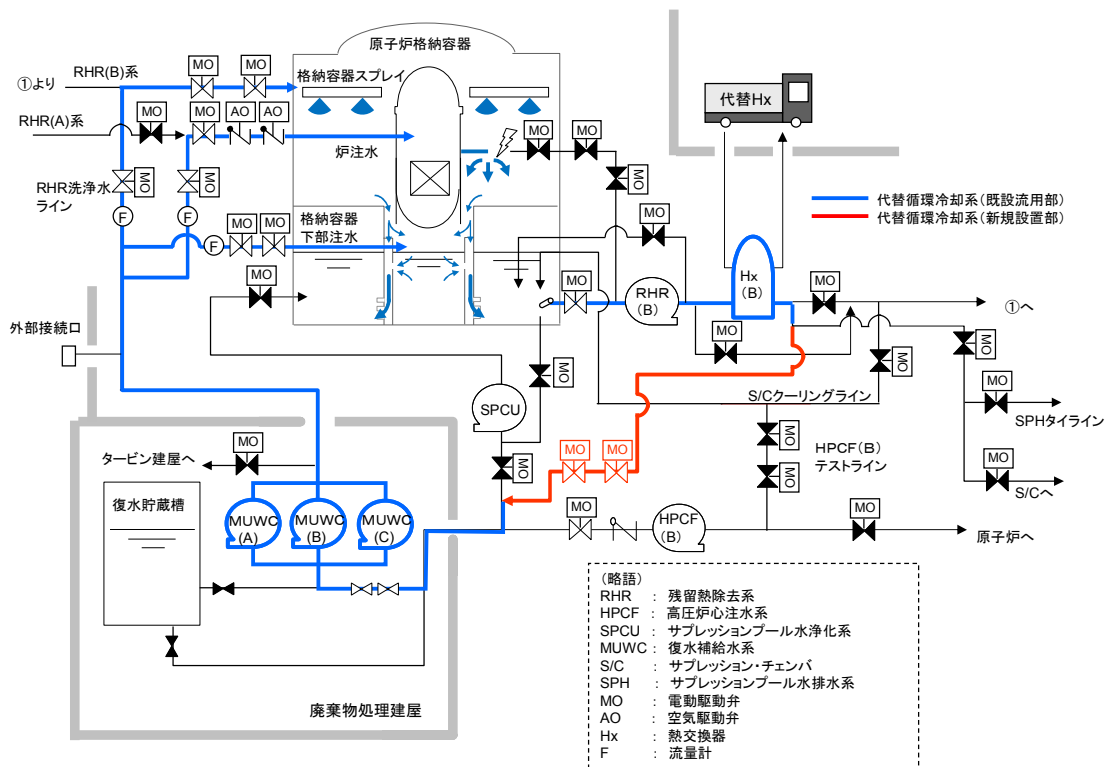 原子炉格納容器
①より
RHR(B)系
MO
MO
格納容器スプレイ
RHR(A)系
MO
MO
AO
AO
炉注水
MO
MO
RHR洗浄水
ライン
MO
MO
F
F
格納容器
下部注水
F
MO
MO
MO
外部接続口
代替Hx
MO
MO
MO
MO
代替循環冷却系(既設流用部)
代替循環冷却系(新規設置部)
MO
RHR
(B)
Hx
(B)
MO
①へ
MO
MO
MO
MO
SPHタイライン
MO
S/Cへ
S/Cクーリングライン
MO
SPCU
MO
MO
MO
MO
MO
HPCF(B)
テストライン
MO
HPCF
(B)
MO
原子炉へ
タービン建屋へ
MO
復水貯蔵槽
MUWC
(A)
MUWC
(B)
MUWC
(C)
廃棄物処理建屋
(略語)
RHR : 残留熱除去系
HPCF : 高圧炉心注水系
SPCU : サプレッションプール水浄化系
MUWC : 復水補給水系
S/C : サプレッション・チェンバ
SPH : サプレッションプール水排水系
MO : 電動駆動弁
AO : 空気駆動弁
Hx : 熱交換器
F : 流量計